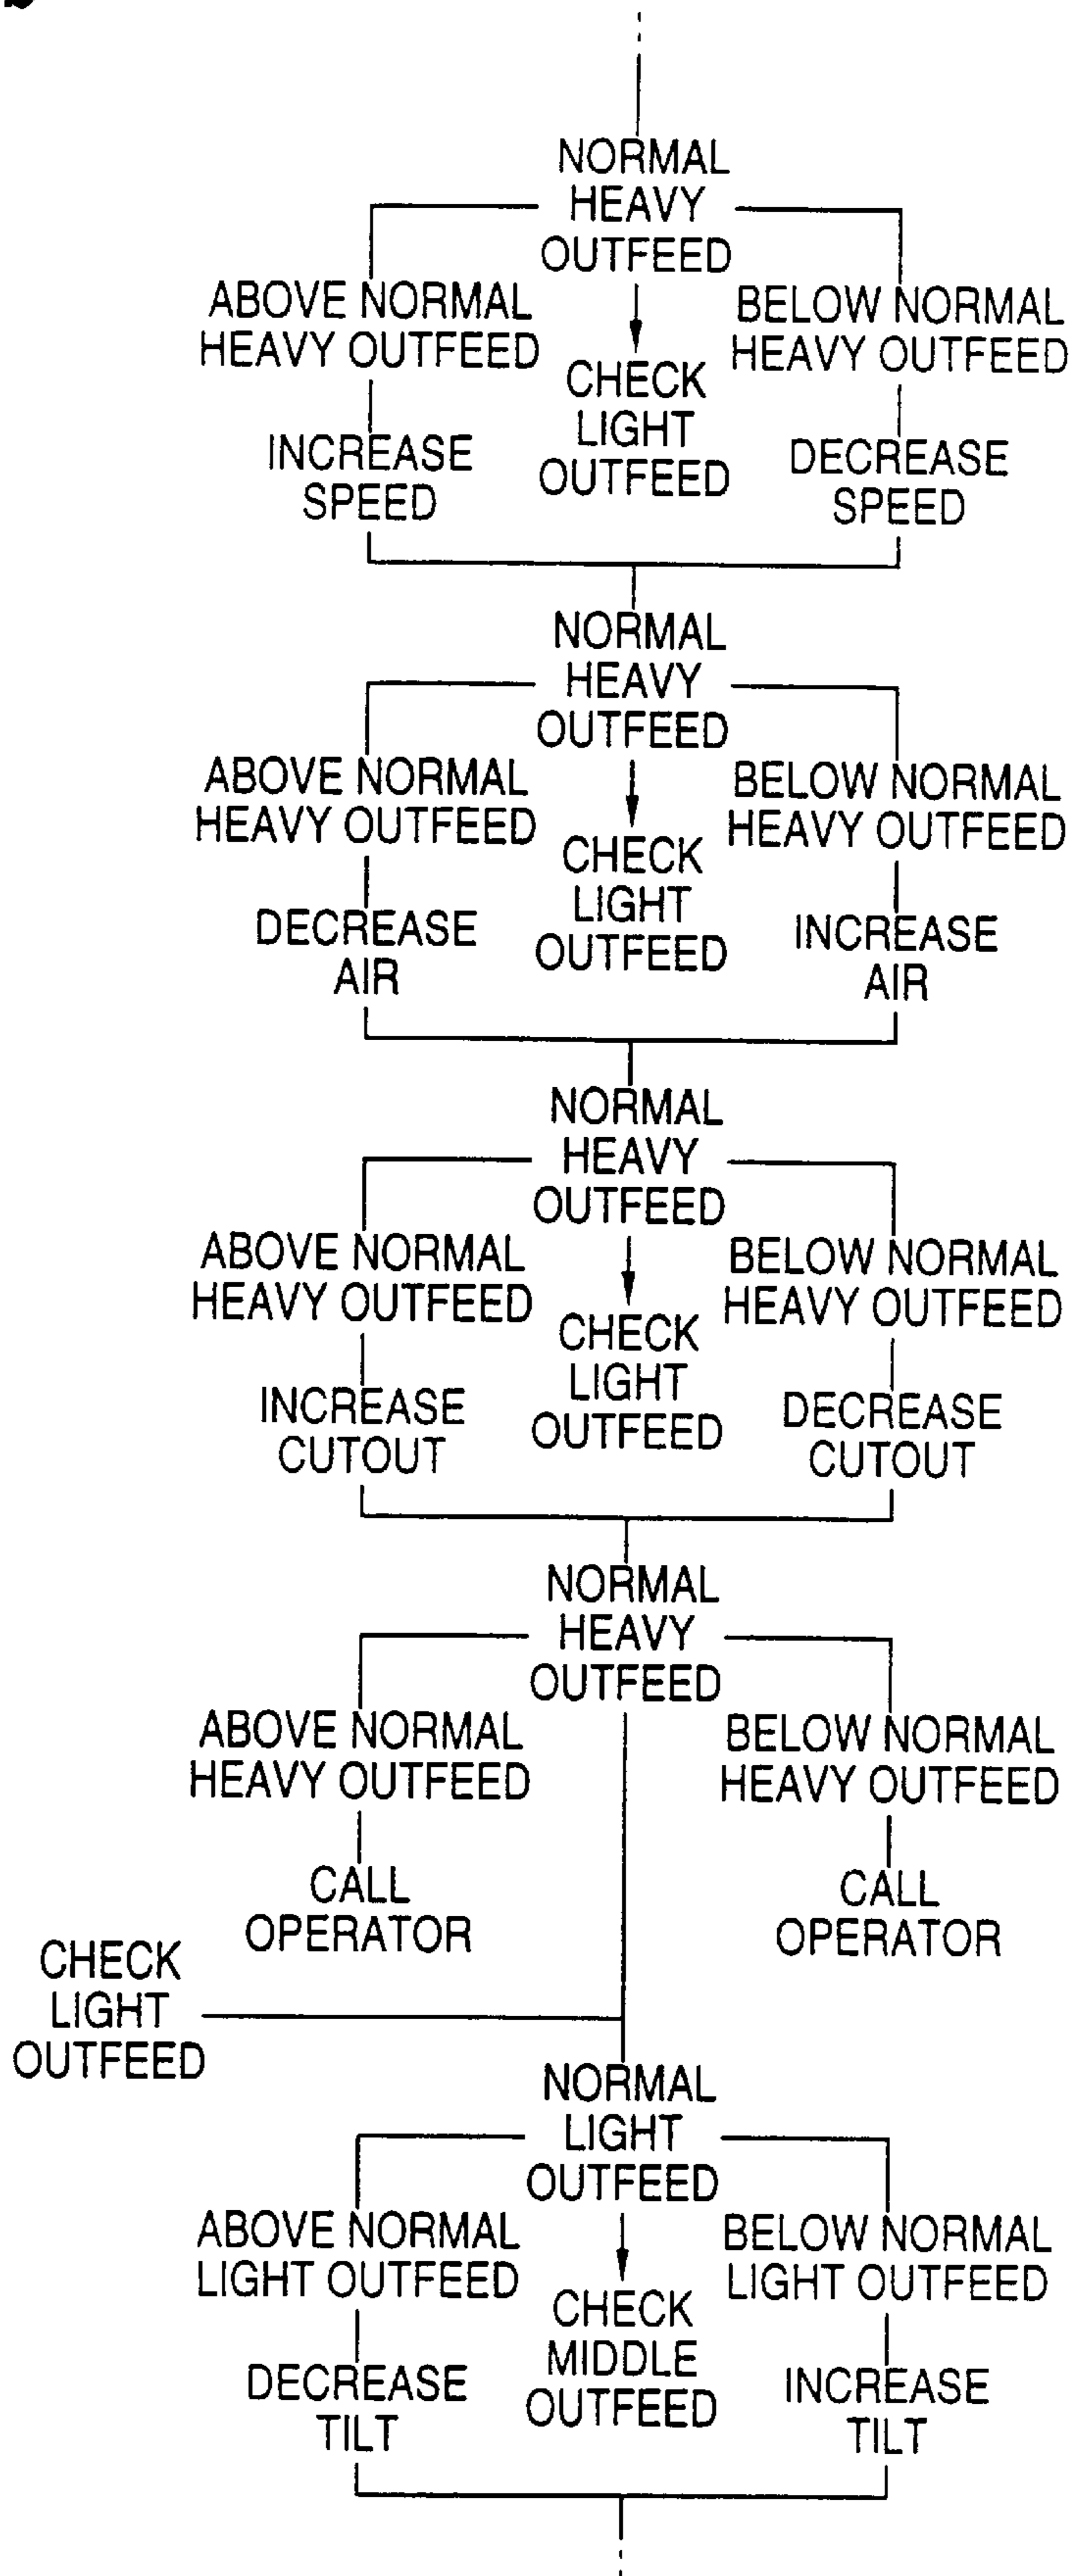 NORMAL
HEAVY
OUTFEED
ABOVE NORMAL
HEAVY OUTFEED
INCREASE
SPEED
CHECK
LIGHT
OUTFEED
BELOW NORMAL
HEAVY OUTFEED
DECREASE
SPEED
NORMAL
HEAVY
OUTFEED
ABOVE NORMAL
HEAVY OUTFEED
DECREASE
AIR
CHECK
LIGHT
OUTFEED
BELOW NORMAL
HEAVY OUTFEED
INCREASE
AIR
NORMAL
HEAVY
OUTFEED
ABOVE NORMAL
HEAVY OUTFEED
INCREASE
CUTOUT
CHECK
LIGHT
OUTFEED
BELOW NORMAL
HEAVY OUTFEED
DECREASE
CUTOUT
NORMAL
HEAVY
OUTFEED
ABOVE NORMAL
HEAVY OUTFEED
CALL
OPERATOR
BELOW NORMAL
HEAVY OUTFEED
CALL
OPERATOR
CHECK
LIGHT
OUTFEED
NORMAL
LIGHT
OUTFEED
ABOVE NORMAL
LIGHT OUTFEED
DECREASE
TILT
CHECK
MIDDLE
OUTFEED
BELOW NORMAL
LIGHT OUTFEED
INCREASE
TILT